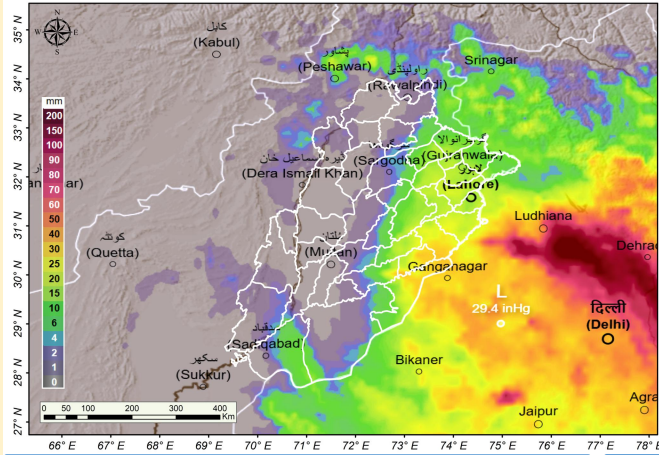 35° N
34° N
33° N
32° N
31° N
30° N
29° N
28° N
27° N
N
W
E
S
کابل
(Kabul)
پشاور
(Peshawar)
راولپنڈی
(Rawalpindi)
Srinagar
mm
200
150
100
90
80
70
60
50
40
30
25
20
15
10
6
4
2
1
0
ڈیرہ اسماعیل خان
(Dera Ismail Khan)
(Sargodha)
گوجرانوالا
(Gujranwala)
لاہور
(Lahore)
Ludhiana
کوئٹہ
(Quetta)
ملتان
(Multan)
Ganganagar
L
29.4 inHg
दिल्ली
(Delhi)
(Sadiqabad)
سکھر
(Sukkur)
Bikaner
Jaipur
Agra
0 50 100 200 300 400
Km
66° E 67° E 68° E 69° E 70° E 71° E 72° E 73° E 74° E 75° E 76° E 77° E 78° E